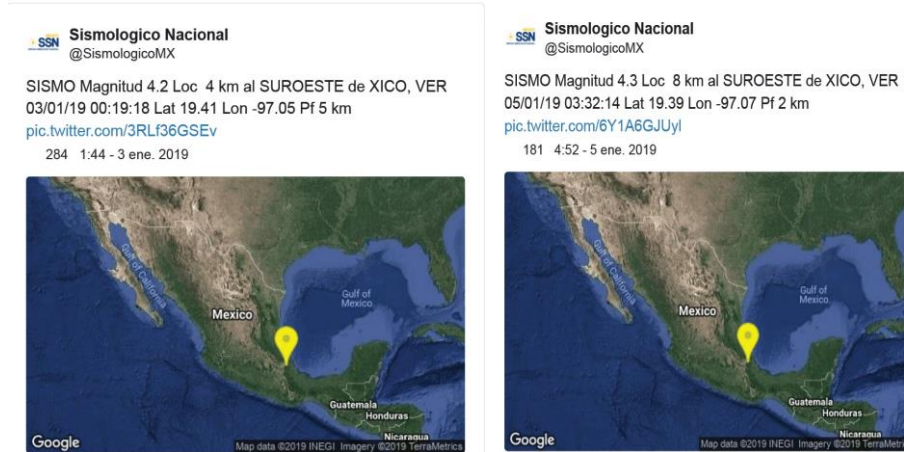 SSN
Sismologico Nacional
@SismologicoMX
SISMO Magnitud 4.2 Loc 4 km al SUROESTE de XICO, VER
03/01/19 00:19:18 Lat 19.41 Lon -97.05 Pf 5 km
pic.twitter.com/3RLf36GSEv
284 1:44 - 3 ene. 2019
Gulf of California
Gulf of
Mexico
Mexico
Guatemala
Honduras
Nicaragua
Google
Map data ©2019 INEGI Imagery ©2019 TerraMetrics
SSN
Sismologico Nacional
@SismologicoMX
SISMO Magnitud 4.3 Loc 8 km al SUROESTE de XICO, VER
05/01/19 03:32:14 Lat 19.39 Lon -97.07 Pf 2 km
pic.twitter.com/6Y1A6GJUyl
181 4:52 - 5 ene. 2019
Gulf of California
Gulf of
Mexico
Mexico
Guatemala
Honduras
Nicaragua
Google
Map data ©2019 INEGI Imagery ©2019